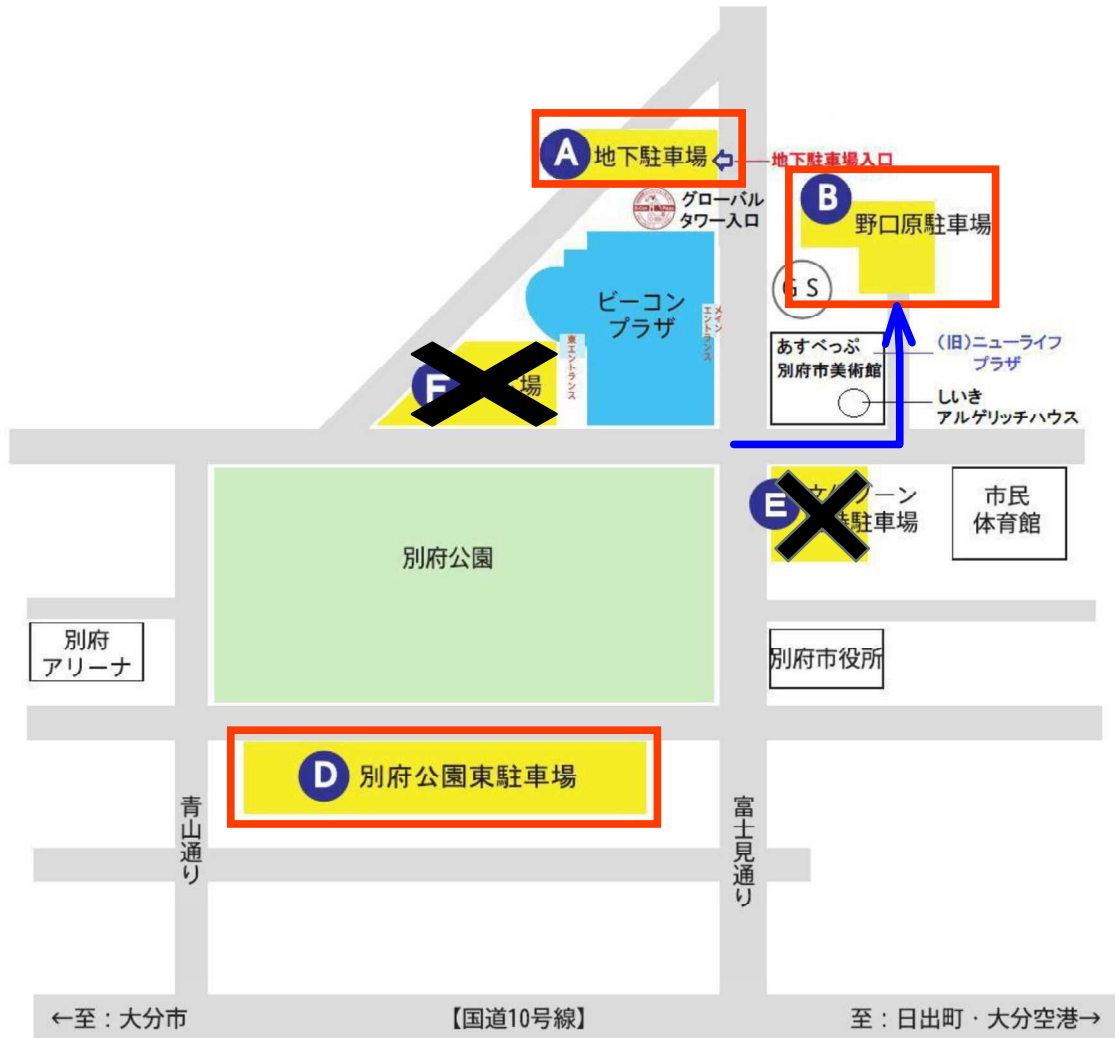 A 地下駐車場
地下駐車場入口
B
野口原駐車場
グローバル
タワー入口
GS
ビーコン
プラザ
メイン
エントランス
東エントランス
あすべっぷ
別府市美術館
(旧)ニューライフ
プラザ
しいき
アルゲリッチハウス
F 場
E
ーン
駐車場
市民
体育館
別府公園
別府
アリーナ
別府市役所
D 別府公園東駐車場
青山通り
富士見通り
←至:大分市
【国道10号線】
至:日出町・大分空港→